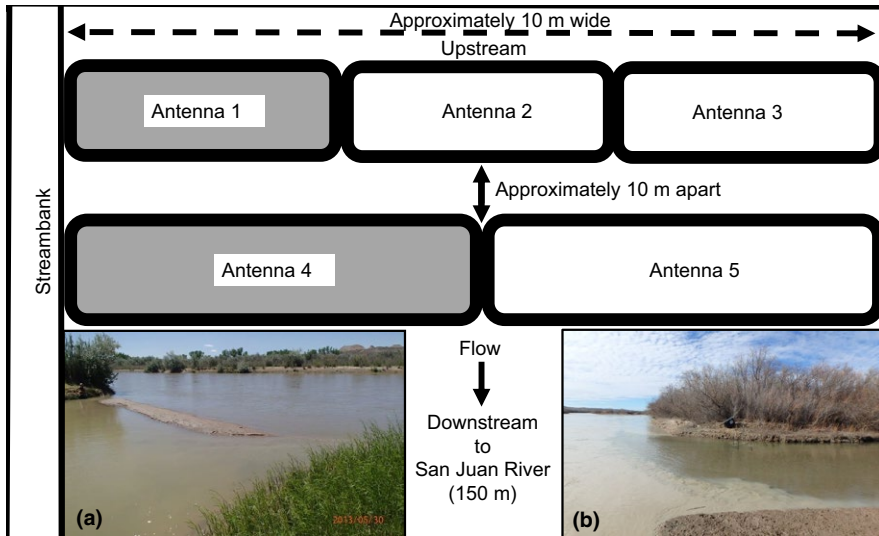 Approximately 10 m wide
Upstream
Antenna 1
Antenna 2
Antenna 3
Approximately 10 m apart
Streambank
Antenna 4
Antenna 5
Flow
Downstream
to
San Juan River
(150 m)
(a)
2013/05/30
(b)